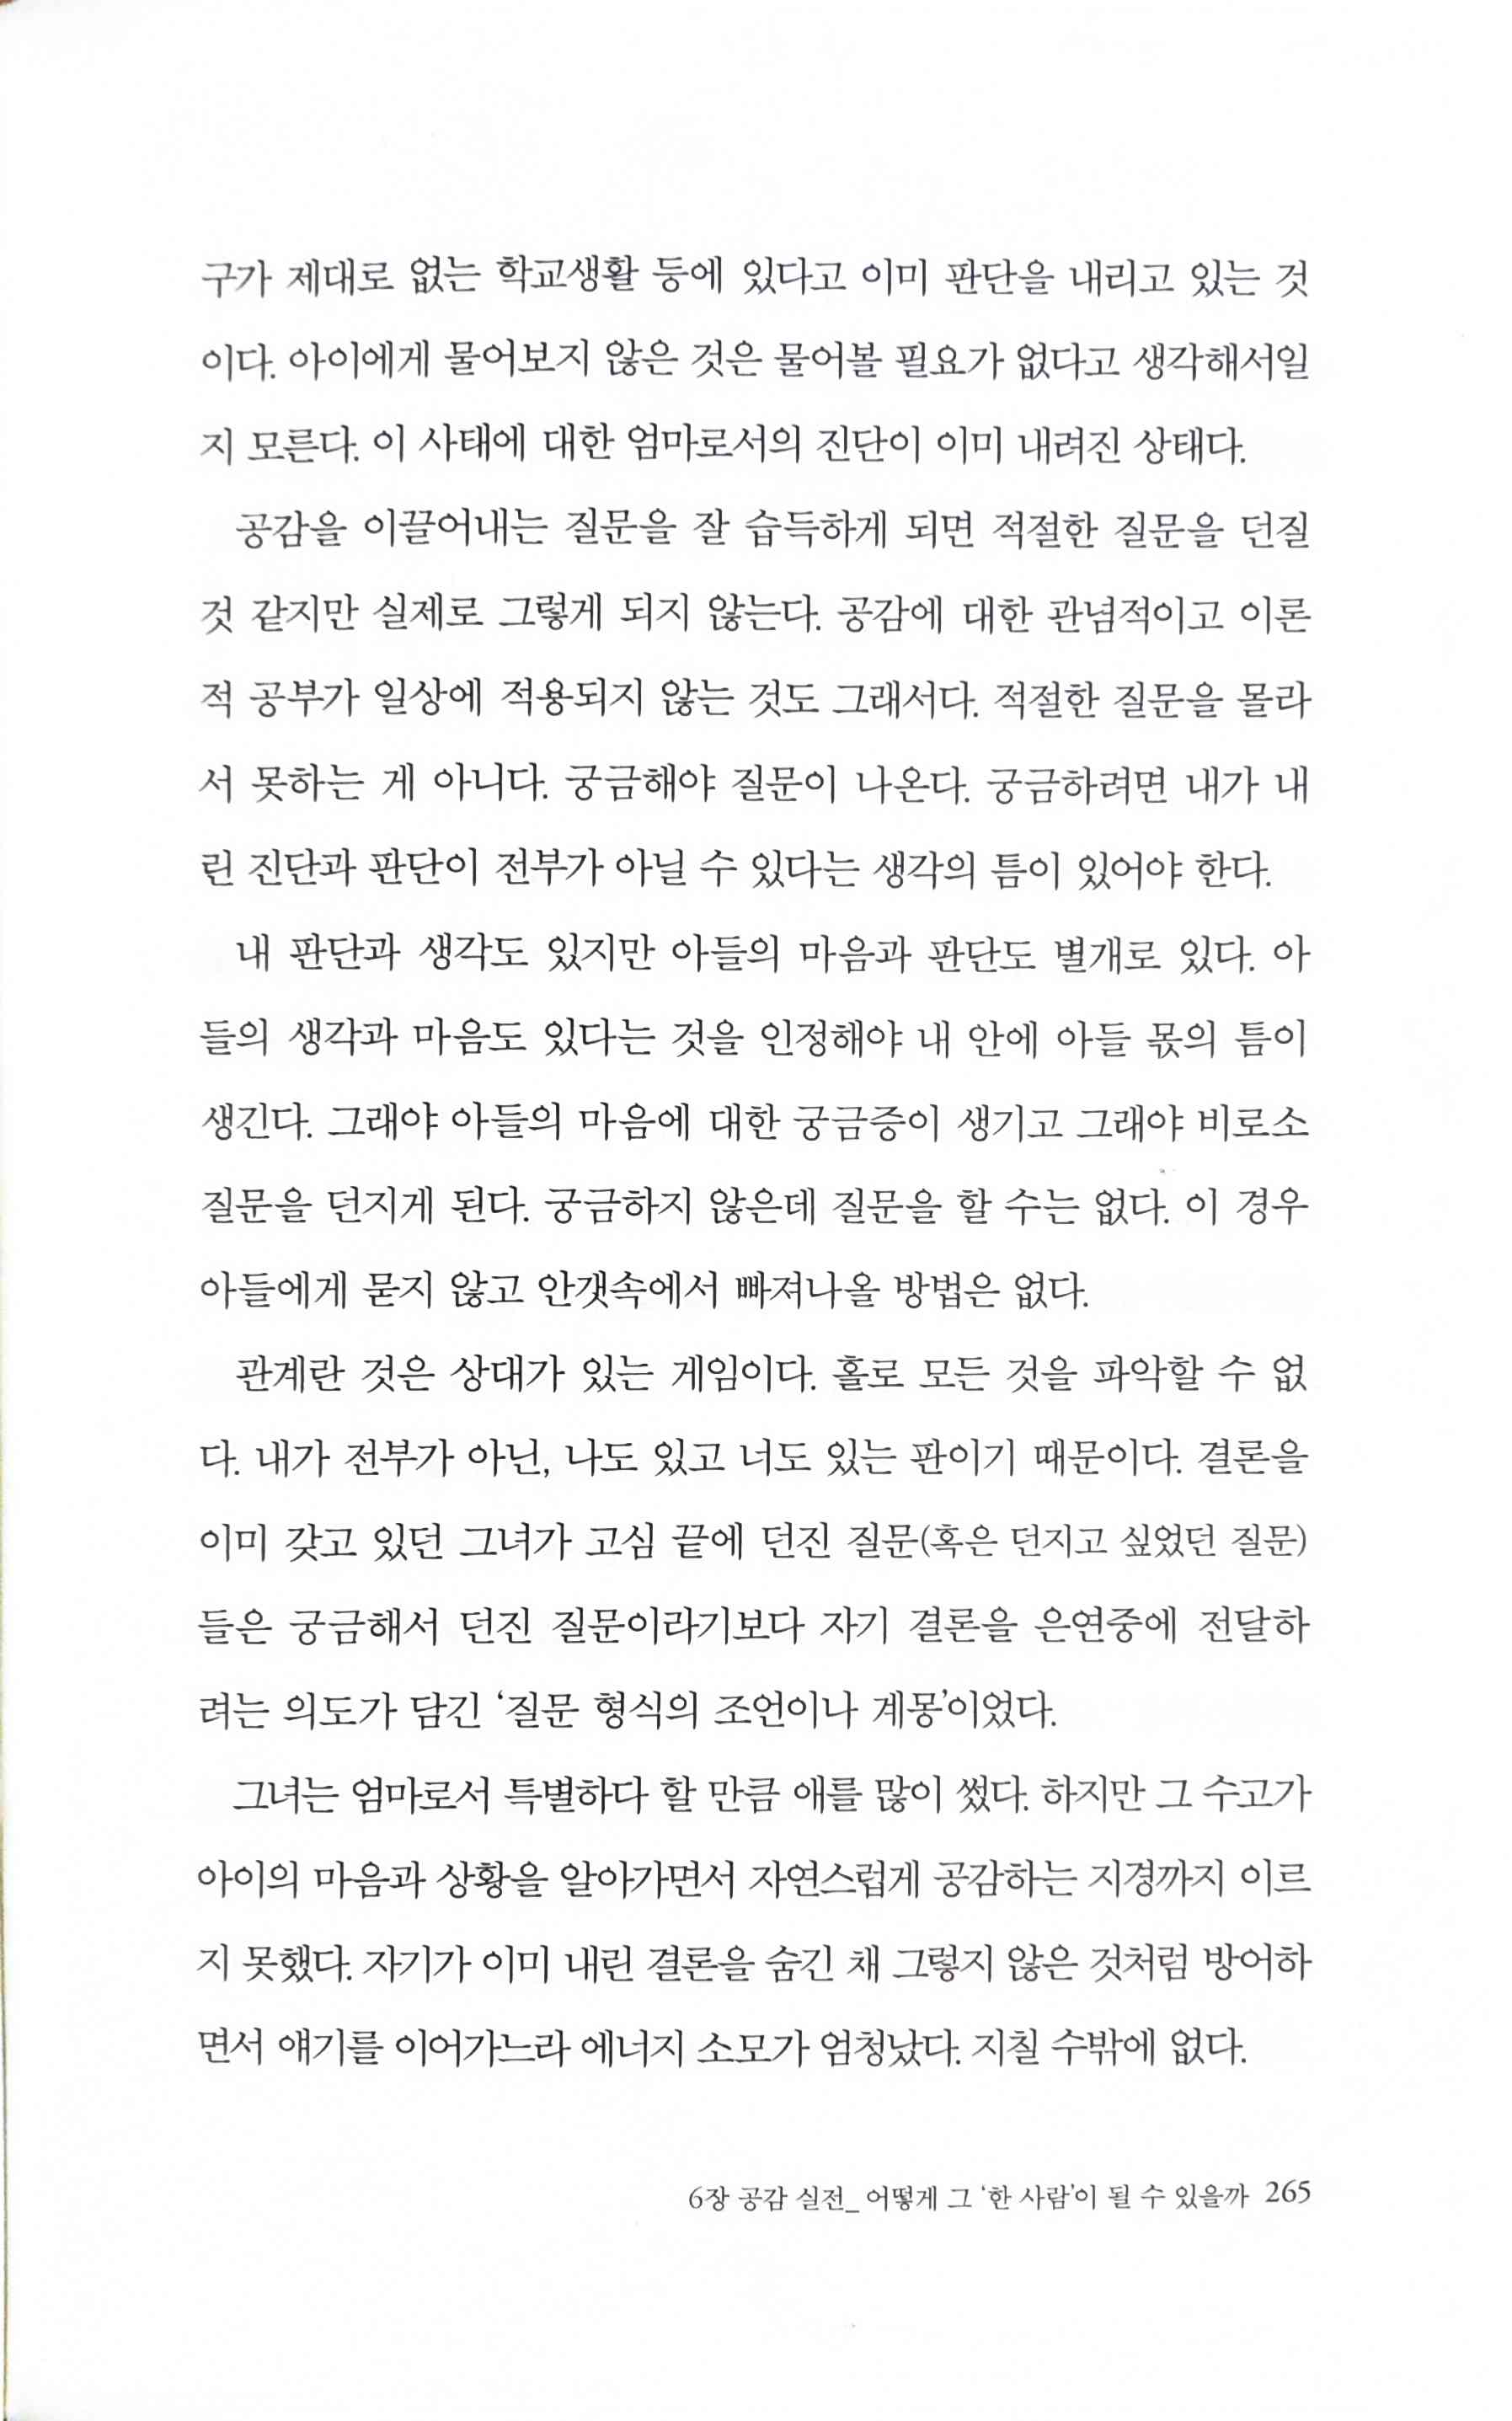 구가 제대로 없는 학교생활 등에 있다고 이미 판단을 내리고 있는 것
이다. 아이에게 물어보지 않은 것은 물어볼 필요가 없다고 생각해서일
지 모른다. 이 사태에 대한 엄마로서의 진단이 이미 내려진 상태다.
공감을 이끌어내는 질문을 잘 습득하게 되면 적절한 질문을 던질
것 같지만 실제로 그렇게 되지 않는다. 공감에 대한 관념적이고 이론
적 공부가 일상에 적용되지 않는 것도 그래서다. 적절한 질문을 몰라
서 못하는 게 아니다. 궁금해야 질문이 나온다. 궁금하려면 내가 내
린 진단과 판단이 전부가 아닐 수 있다는 생각의 틈이 있어야 한다.
내 판단과 생각도 있지만 아들의 마음과 판단도 별개로 있다. 아
들의 생각과 마음도 있다는 것을 인정해야 내 안에 아들 몫의 틈이
생긴다. 그래야 아들의 마음에 대한 궁금증이 생기고 그래야 비로소
질문을 던지게 된다. 궁금하지 않은데 질문을 할 수는 없다. 이 경우
아들에게 묻지 않고 안갯속에서 빠져나올 방법은 없다.
관계란 것은 상대가 있는 게임이다. 홀로 모든 것을 파악할 수 없
다. 내가 전부가 아닌, 나도 있고 너도 있는 판이기 때문이다. 결론을
이미 갖고 있던 그녀가 고심 끝에 던진 질문(혹은 던지고 싶었던 질문)
들은 궁금해서 던진 질문이라기보다 자기 결론을 은연중에 전달하
려는 의도가 담긴 ‘질문 형식의 조언이나 계몽’이었다.
그녀는 엄마로서 특별하다 할 만큼 애를 많이 썼다. 하지만 그 수고가
아이의 마음과 상황을 알아가면서 자연스럽게 공감하는 지경까지 이르
지 못했다. 자기가 이미 내린 결론을 숨긴 채 그렇지 않은 것처럼 방어하
면서 얘기를 이어가느라 에너지 소모가 엄청났다. 지칠 수밖에 없다.
6장 공감 실전_ 어떻게 그 ‘한 사람’이 될 수 있을까 265